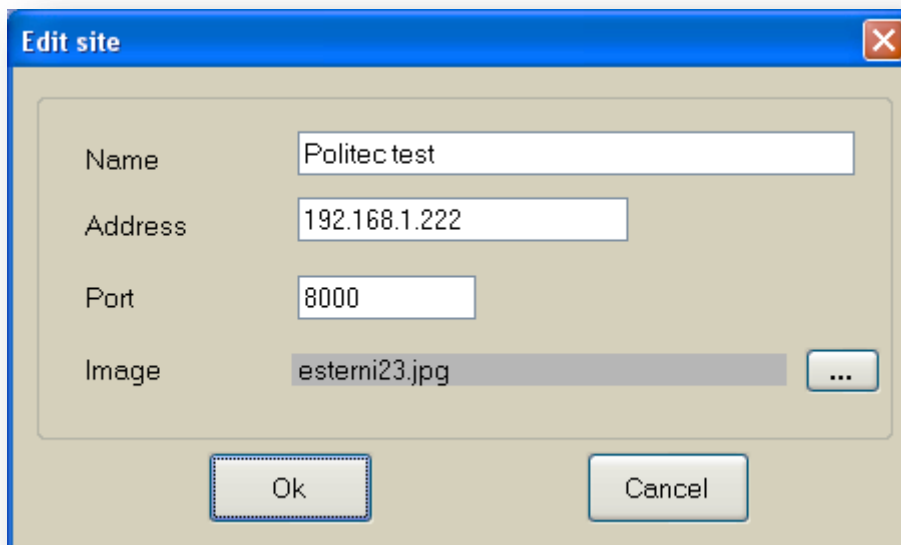 Edit site
Name Politec test
Address 192.168.1.222
Port 8000
Image esterni23.jpg ...
Ok Cancel